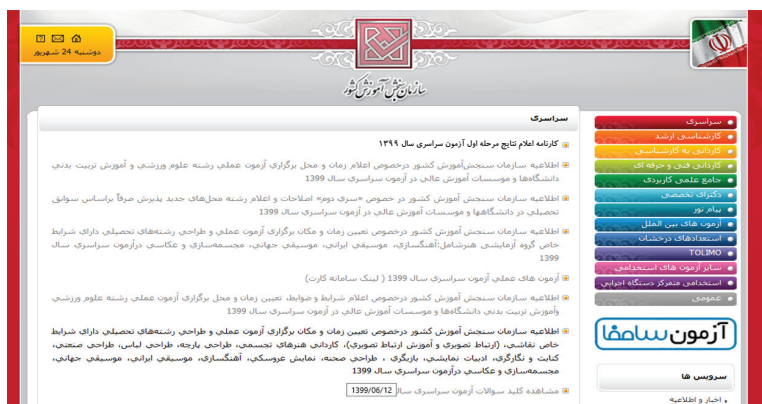 دوشنبه 24 شهریور
سازمان سنجش آموزش کشور
سراسری
کارنامه اعلام نتایج مرحله اول آزمون سراسری سال ۱۳۹۹
اطلاعیه سازمان سنجش‌آموزش کشور درخصوص اعلام زمان و محل برگزاری آزمون عملی رشته علوم ورزشی و آموزش تربیت بدنی
دانشگاه‌ها و موسسات آموزش عالی در آزمون سراسری سال 1399
اطلاعیه سازمان سنجش آموزش کشور در خصوص «سری دوم» اصلاحات و اعلام رشته محل‌های جدید پذیرش صرفاً براساس سوابق
تحصیلی در دانشگاهها و موسسات آموزش عالی در آزمون سراسری سال 1399
اطلاعیه سازمان سنجش آموزش کشور درخصوص تعیین زمان و مکان برگزاری آزمون عملی و طراحی رشته‌های تحصیلی دارای شرایط
خاص گروه آزمایشی هنرشامل:آهنگسازی، موسیقی ایرانی، موسیقی جهانی، مجسمه‌سازی و عکاسی درآزمون سراسری سال
1399
آزمون های عملی آزمون سراسری سال 1399 ( لینک سامانه کارت)
اطلاعیه سازمان سنجش آموزش کشور درخصوص اعلام شرایط و ضوابط، تعیین زمان و محل برگزاری آزمون عملی رشته علوم ورزشی
وآموزش تربیت بدنی دانشگاه‌ها و موسسات آموزش عالی در آزمون سراسری سال 1399
اطلاعیه سازمان سنجش آموزش کشور درخصوص تعیین زمان و مکان برگزاری آزمون عملی و طراحی رشته‌های تحصیلی دارای شرایط
خاص نقاشی، (ارتباط تصویری و آموزش ارتباط تصویری)، کاردانی هنرهای تجسمی، طراحی پارچه، طراحی لباس، طراحی صنعتی،
کتابت و نگارگری، ادبیات نمایشی، بازیگری ، طراحی صحنه، نمایش عروسکی، آهنگسازی، موسیقی ایرانی، موسیقی جهانی،
مجسمه‌سازی و عکاسی درآزمون سراسری سال 1399
مشاهده کلید سوالات آزمون سراسری سال 1399/06/12
سراسری
کارشناسی ارشد
کاردانی به کارشناسی
کاردانی فنی و حرفه ای
جامع علمی کاربردی
دکترای تخصصی
پیام نور
آزمون های بین الملل
استعدادهای درخشان
TOLIMO
سایر آزمون های استخدامی
استخدامی متمرکز دستگاه اجرایی
عمومی
آزمون سامفا
سرویس ها
اخبار و اطلاعیه